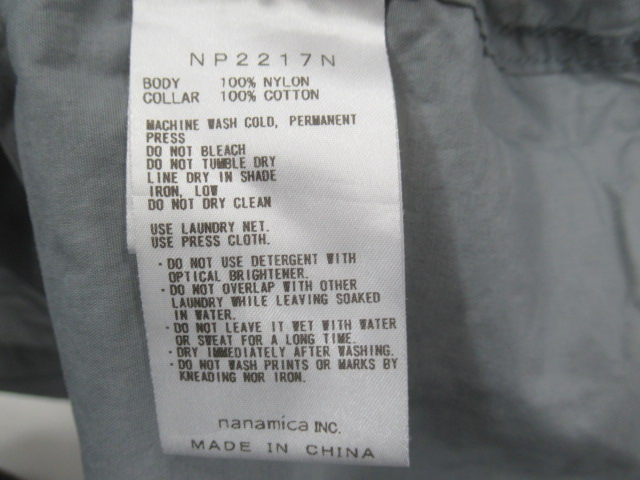 NP2217N
BODY 100% NYLON
COLLAR 100% COTTON
MACHINE WASH COLD, PERMANENT
PRESS
DO NOT BLEACH
DO NOT TUMBLE DRY
LINE DRY IN SHADE
IRON, LOW
DO NOT DRY CLEAN
USE LAUNDRY NET.
USE PRESS CLOTH.
・DO NOT USE DETERGENT WITH
OPTICAL BRIGHTENER.
・DO NOT OVERLAP WITH OTHER
LAUNDRY WHILE LEAVING SOAKED
IN WATER.
・DO NOT LEAVE IT WET WITH WATER
OR SWEAT FOR A LONG TIME.
・DRY IMMEDIATELY AFTER WASHING.
・DO NOT WASH PRINTS OR MARKS BY
KNEADING NOR IRON.
nanamica INC.
MADE IN CHINA